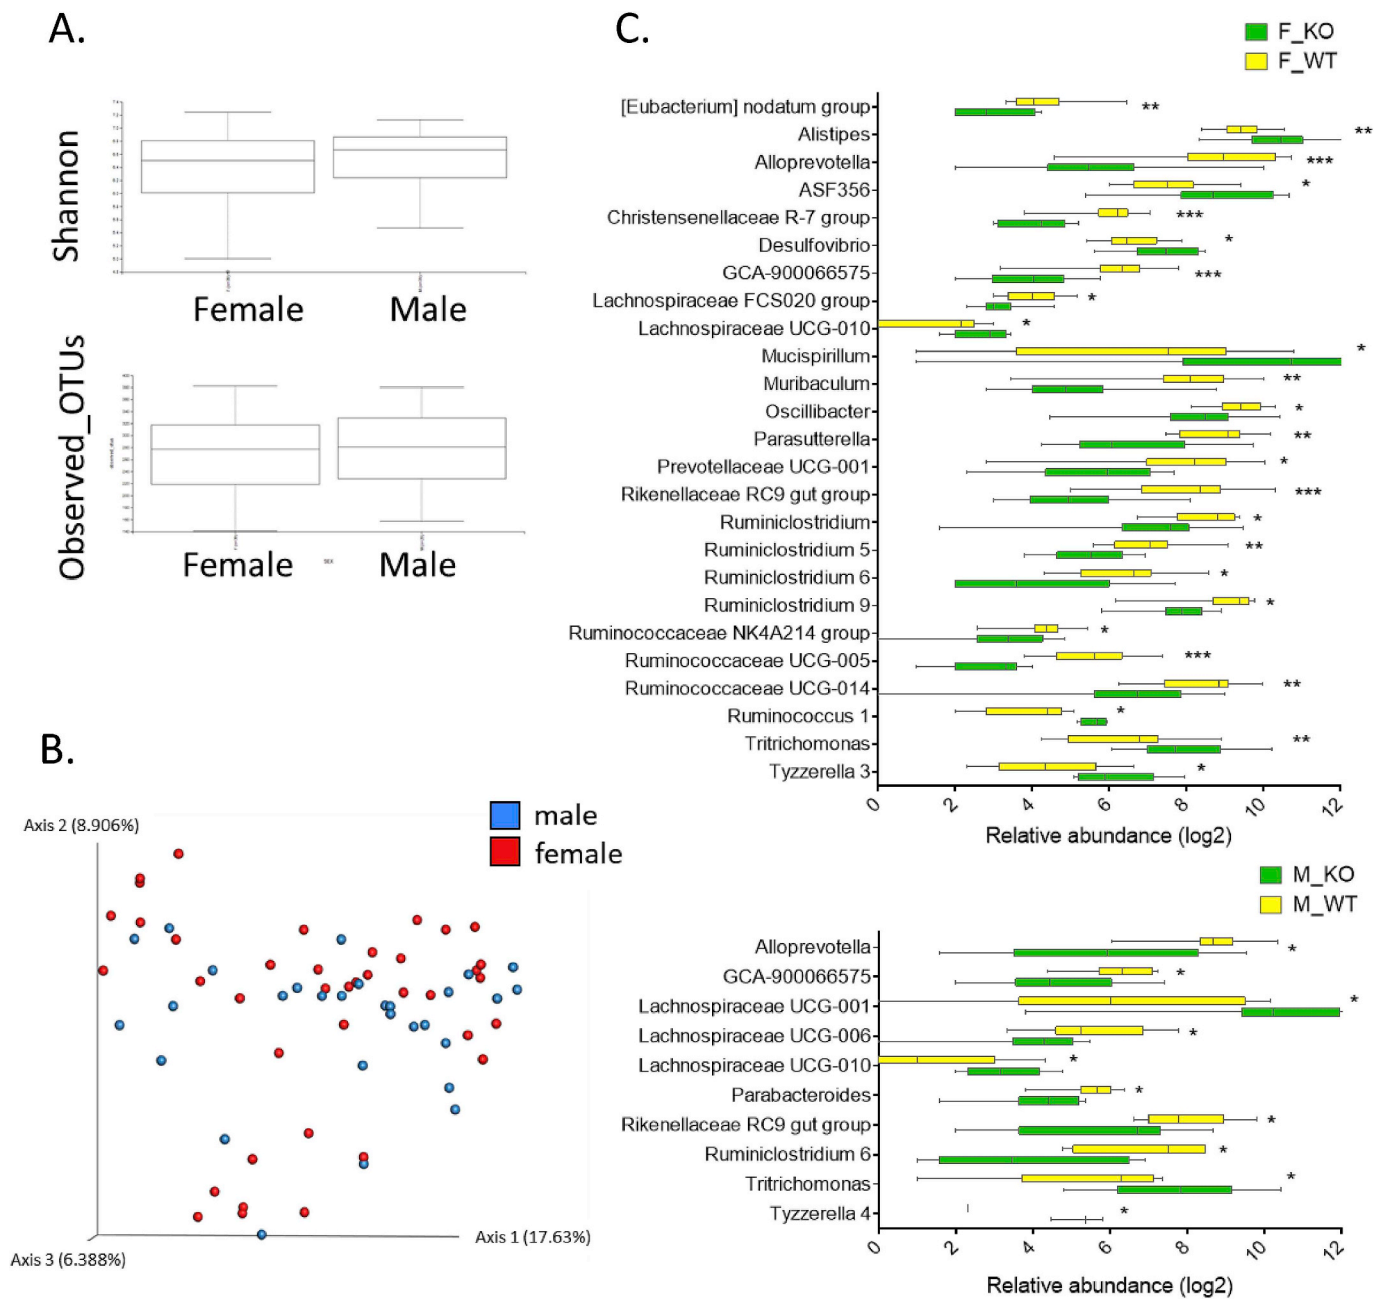 A.
Shannon
Female
Male
Observed_OTUs
Female
Male
B.
male
female
Axis 2 (8.906%)
Axis 1 (17.63%)
Axis 3 (6.388%)
C.
F_KO
F_WT
[Eubacterium] nodatum group **
Alistipes **
Alloprevotella ***
ASF356 *
Christensenellaceae R-7 group ***
Desulfovibrio *
GCA-900066575 ***
Lachnospiraceae FCS020 group *
Lachnospiraceae UCG-010 *
Mucispirillum *
Muribaculum **
Oscillibacter *
Parasutterella **
Prevotellaceae UCG-001 *
Rikenellaceae RC9 gut group ***
Ruminiclostridium *
Ruminiclostridium 5 **
Ruminiclostridium 6 *
Ruminiclostridium 9 *
Ruminococcaceae NK4A214 group *
Ruminococcaceae UCG-005 ***
Ruminococcaceae UCG-014 **
Ruminococcus 1 *
Tritrichomonas **
Tyzzerella 3 *
0 2 4 6 8 10 12
Relative abundance (log2)
M_KO
M_WT
Alloprevotella *
GCA-900066575 *
Lachnospiraceae UCG-001 *
Lachnospiraceae UCG-006 *
Lachnospiraceae UCG-010 *
Parabacteroides *
Rikenellaceae RC9 gut group *
Ruminiclostridium 6 *
Tritrichomonas *
Tyzzerella 4 *
0 2 4 6 8 10 12
Relative abundance (log2)